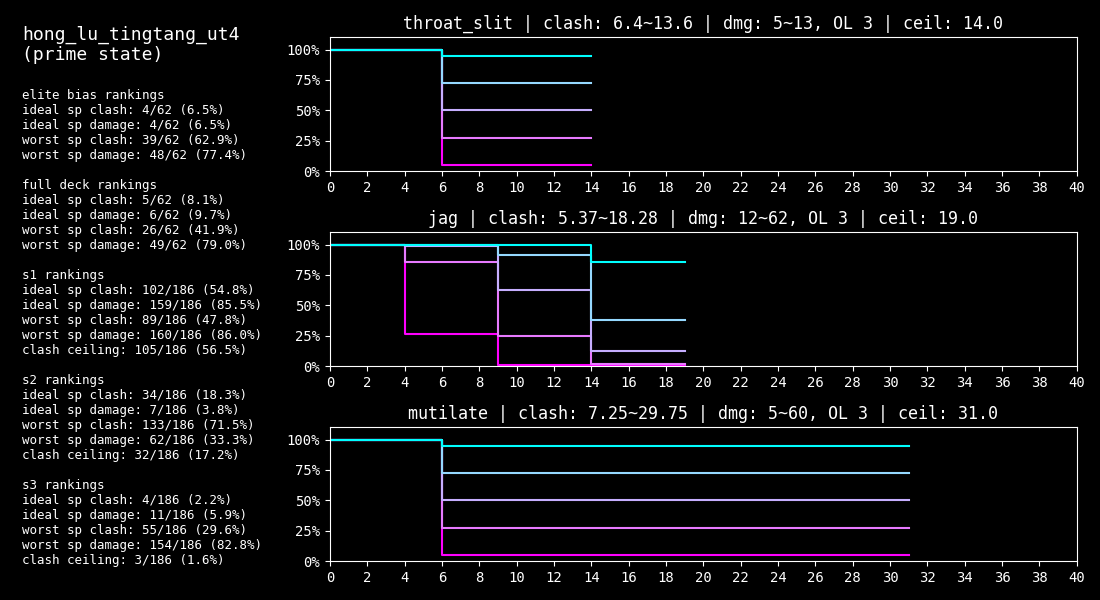 hong_lu_tingtang_ut4
(prime state)
elite bias rankings
ideal sp clash: 4/62 (6.5%)
ideal sp damage: 4/62 (6.5%)
worst sp clash: 39/62 (62.9%)
worst sp damage: 48/62 (77.4%)
full deck rankings
ideal sp clash: 5/62 (8.1%)
ideal sp damage: 6/62 (9.7%)
worst sp clash: 26/62 (41.9%)
worst sp damage: 49/62 (79.0%)
s1 rankings
ideal sp clash: 102/186 (54.8%)
ideal sp damage: 159/186 (85.5%)
worst sp clash: 89/186 (47.8%)
worst sp damage: 160/186 (86.0%)
clash ceiling: 105/186 (56.5%)
s2 rankings
ideal sp clash: 34/186 (18.3%)
ideal sp damage: 7/186 (3.8%)
worst sp clash: 133/186 (71.5%)
worst sp damage: 62/186 (33.3%)
clash ceiling: 32/186 (17.2%)
s3 rankings
ideal sp clash: 4/186 (2.2%)
ideal sp damage: 11/186 (5.9%)
worst sp clash: 55/186 (29.6%)
worst sp damage: 154/186 (82.8%)
clash ceiling: 3/186 (1.6%)
throat_slit | clash: 6.4~13.6 | dmg: 5~13, OL 3 | ceil: 14.0
100%
75%
50%
25%
0%
0 2 4 6 8 10 12 14 16 18 20 22 24 26 28 30 32 34 36 38 40
jag | clash: 5.37~18.28 | dmg: 12~62, OL 3 | ceil: 19.0
100%
75%
50%
25%
0%
0 2 4 6 8 10 12 14 16 18 20 22 24 26 28 30 32 34 36 38 40
mutilate | clash: 7.25~29.75 | dmg: 5~60, OL 3 | ceil: 31.0
100%
75%
50%
25%
0%
0 2 4 6 8 10 12 14 16 18 20 22 24 26 28 30 32 34 36 38 40